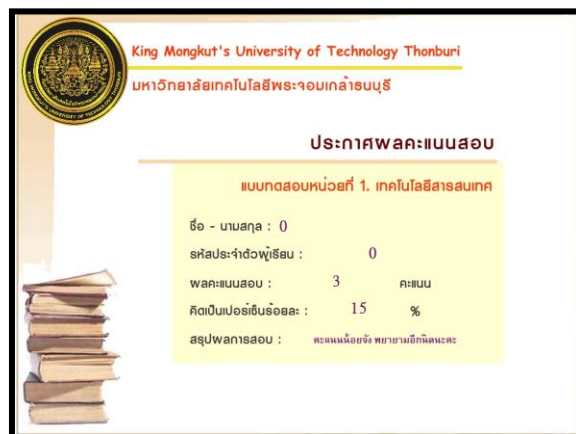 King Mongkut's University of Technology Thonburi
มหาวิทยาลัยเทคโนโลยีพระจอมเกล้าธนบุรี
ประกาศผลคะแนนสอบ
แบบทดสอบหน่วยที่ 1. เทคโนโลยีสารสนเทศ
ชื่อ - นามสกุล : 0
รหัสประจำตัวผู้เรียน : 0
ผลคะแนนสอบ : 3 คะแนน
คิดเป็นเปอร์เซ็นร้อยละ : 15 %
สรุปผลการสอบ : คะแนนน้อยจัง พยายามอีกนิดนะคะ